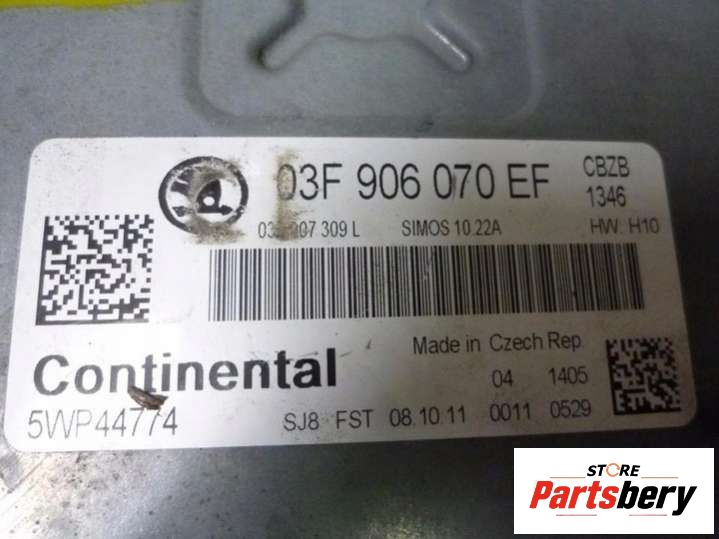 03F 906 070 EF
CBZB
1346
309 L SIMOS 10.22A HW: H10
Made in Czech Rep.
Continental
04 1405
5WP44774
SJ8 FST 08.10.11 0011 0529
STORE
Partsbery